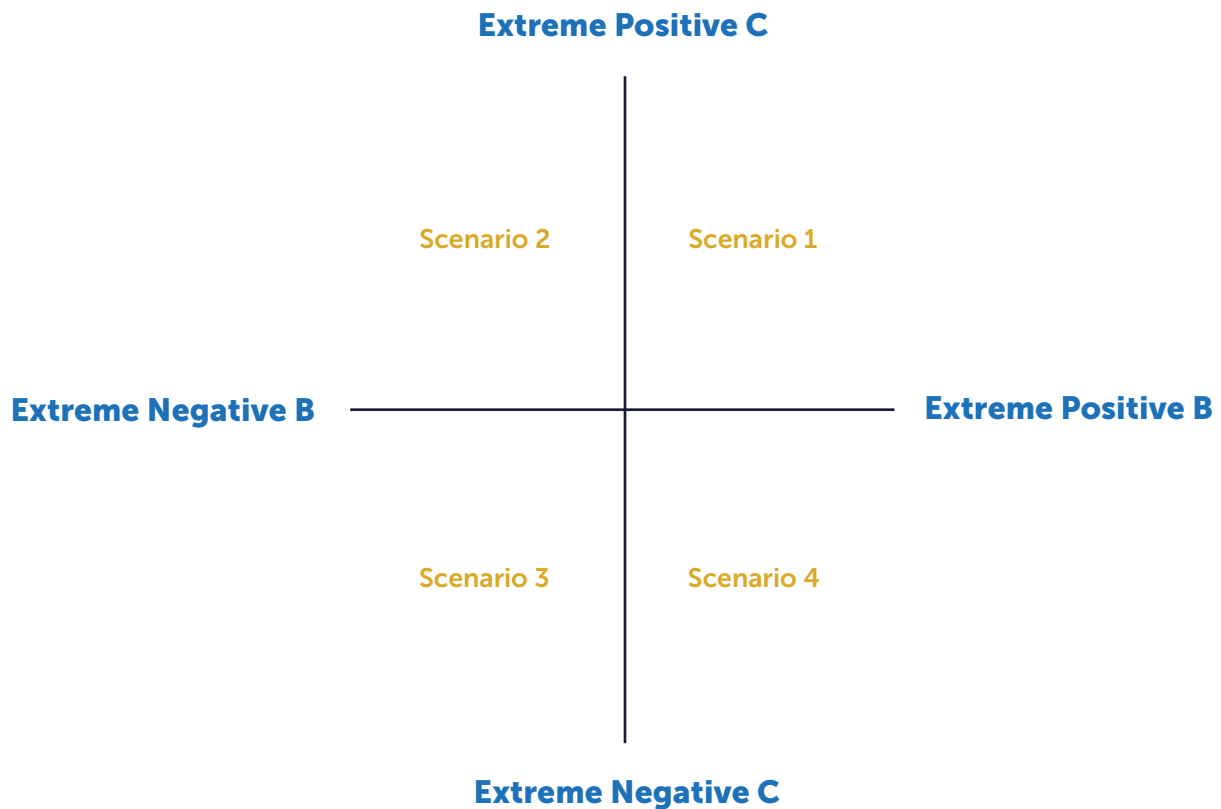 Extreme Positive C
Scenario 2
Scenario 1
Extreme Negative B
Extreme Positive B
Scenario 3
Scenario 4
Extreme Negative C